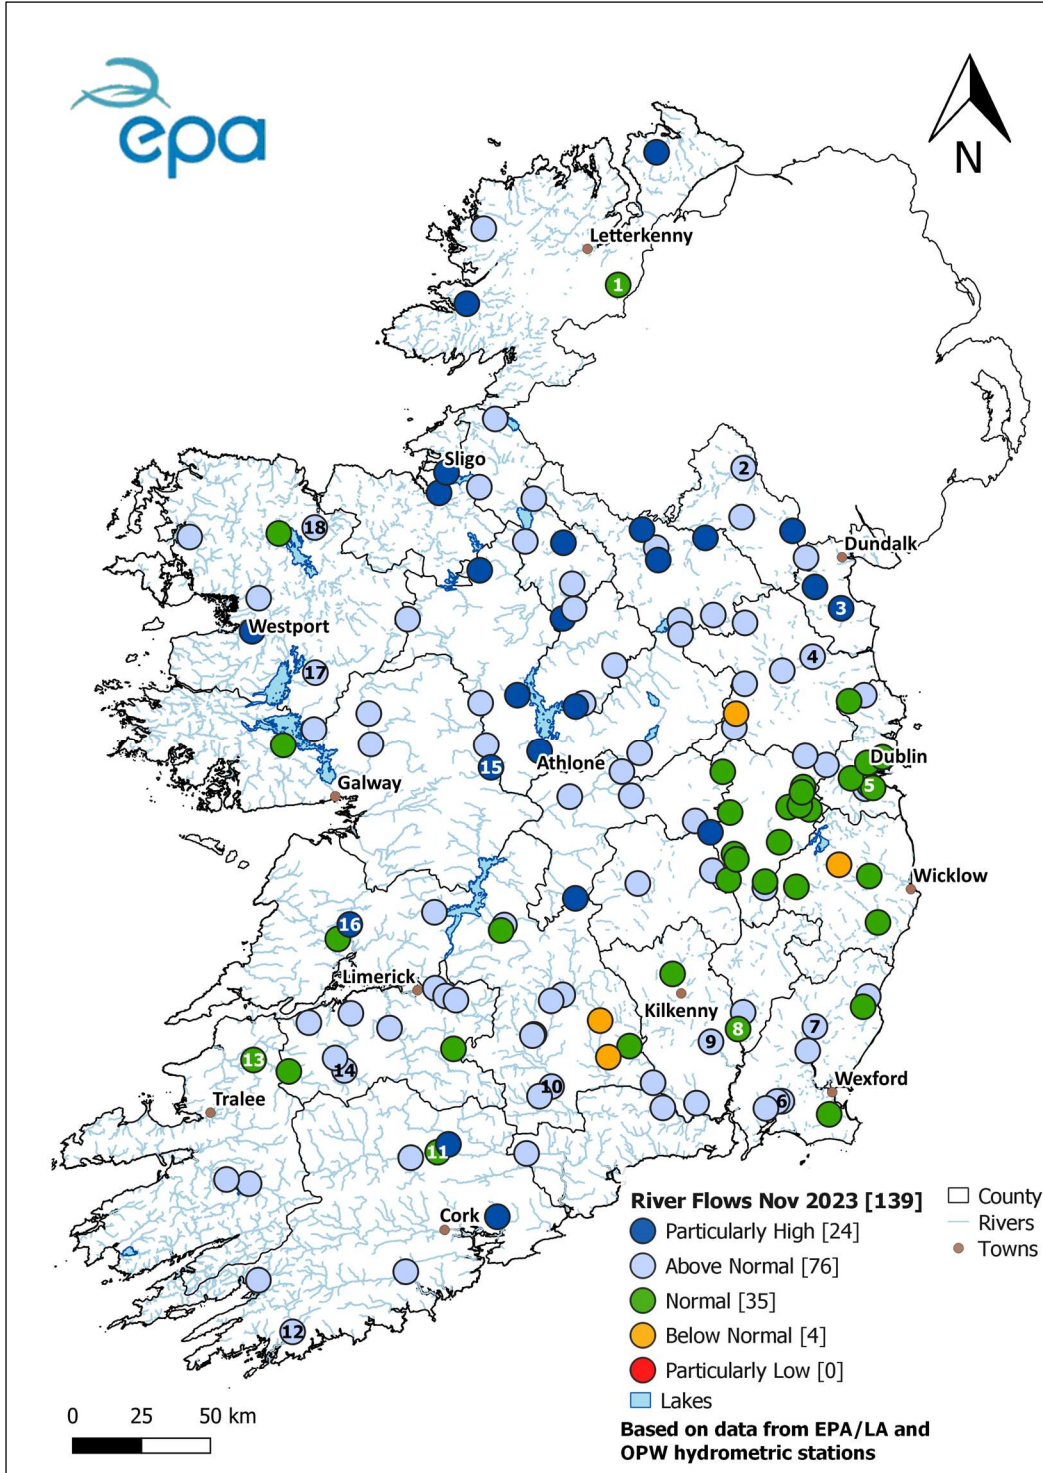 epa
N
Letterkenny
1
2
Sligo
18
Dundalk
3
Westport
4
17
Dublin
Athlone
15
5
Galway
Wicklow
16
Limerick
Kilkenny
7
8
9
13
14
10
Wexford
6
Tralee
11
Cork
12
River Flows Nov 2023 [139]
Particularly High [24]
Above Normal [76]
Normal [35]
Below Normal [4]
Particularly Low [0]
Lakes
County
Rivers
Towns
Based on data from EPA/LA and
OPW hydrometric stations
0 25 50 km